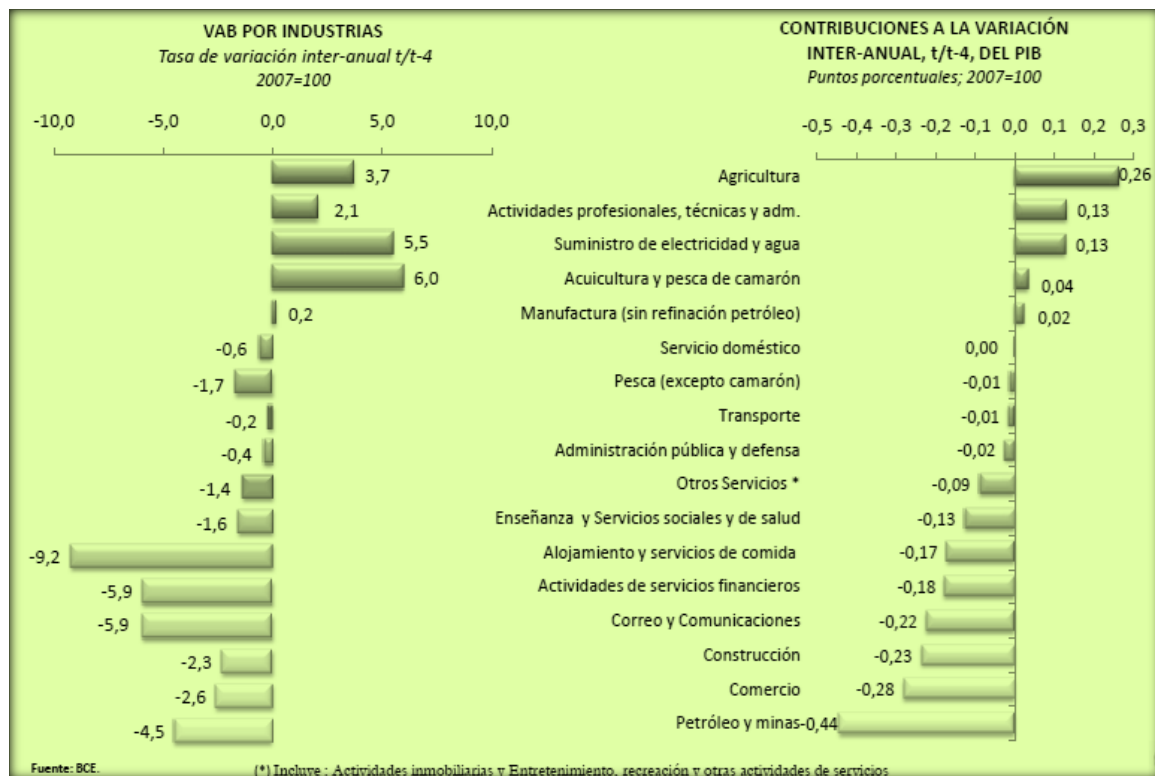 VAB POR INDUSTRIAS
Tasa de variación inter-anual t/t-4
2007=100
CONTRIBUCIONES A LA VARIACIÓN
INTER-ANUAL, t/t-4, DEL PIB
Puntos porcentuales; 2007=100
-10,0 -5,0 0,0 5,0 10,0
-0,5 -0,4 -0,3 -0,2 -0,1 0,0 0,1 0,2 0,3
3,7 Agricultura 0,26
2,1 Actividades profesionales, técnicas y adm. 0,13
5,5 Suministro de electricidad y agua 0,13
6,0 Acuicultura y pesca de camarón 0,04
0,2 Manufactura (sin refinación petróleo) 0,02
-0,6 Servicio doméstico 0,00
-1,7 Pesca (excepto camarón) -0,01
-0,2 Transporte -0,01
-0,4 Administración pública y defensa -0,02
-1,4 Otros Servicios * -0,09
-1,6 Enseñanza y Servicios sociales y de salud -0,13
-9,2 Alojamiento y servicios de comida -0,17
-5,9 Actividades de servicios financieros -0,18
-5,9 Correo y Comunicaciones -0,22
-2,3 Construcción -0,23
-2,6 Comercio -0,28
-4,5 Petróleo y minas -0,44
Fuente: BCE. (*) Incluye : Actividades inmobiliarias y Entretenimiento, recreación y otras actividades de servicios